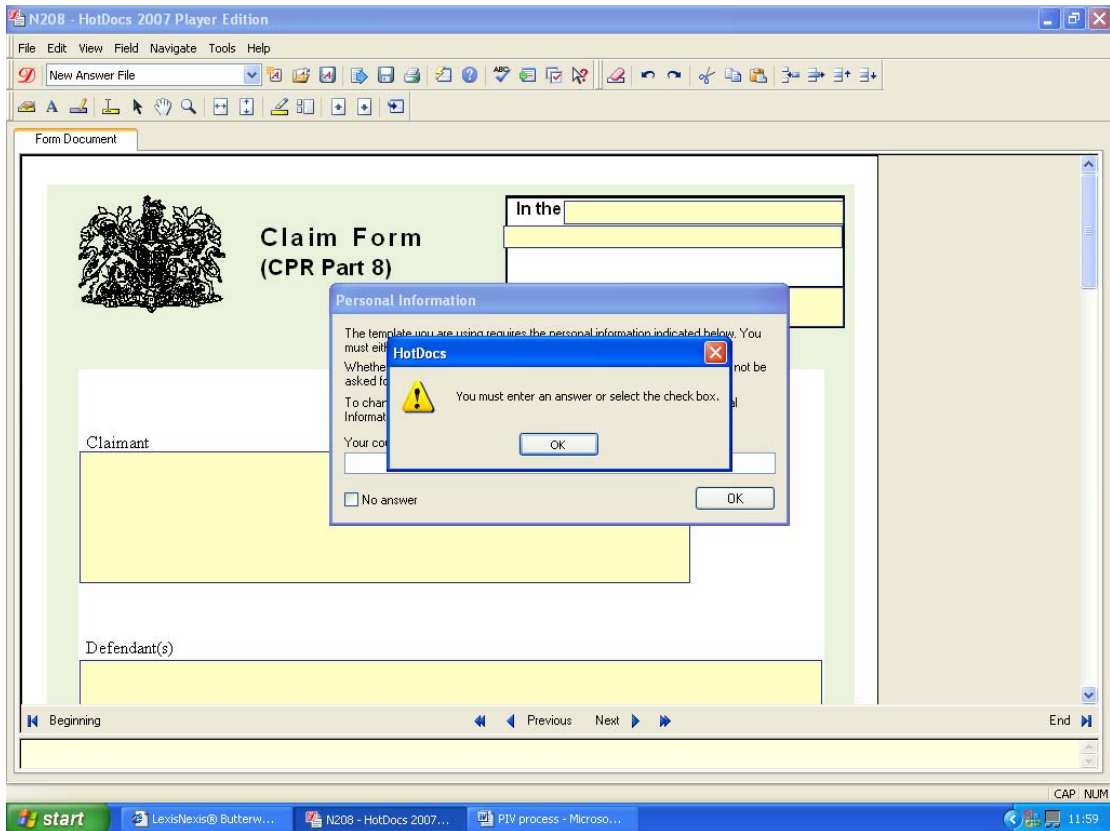 N208 - HotDocs 2007 Player Edition
File Edit View Field Navigate Tools Help
New Answer File
Form Document
Claim Form
(CPR Part 8)
In the
Personal Information
The template you are using requires the personal information indicated below. You
must eit
Whethe
not be
asked fo
To chan
al
Informat
Your cou
HotDocs
You must enter an answer or select the check box.
OK
No answer
OK
Claimant
Defendant(s)
Beginning Previous Next End
CAP NUM
start LexisNexis® Butterw... N208 - HotDocs 2007... PIV process - Microso... 11:59